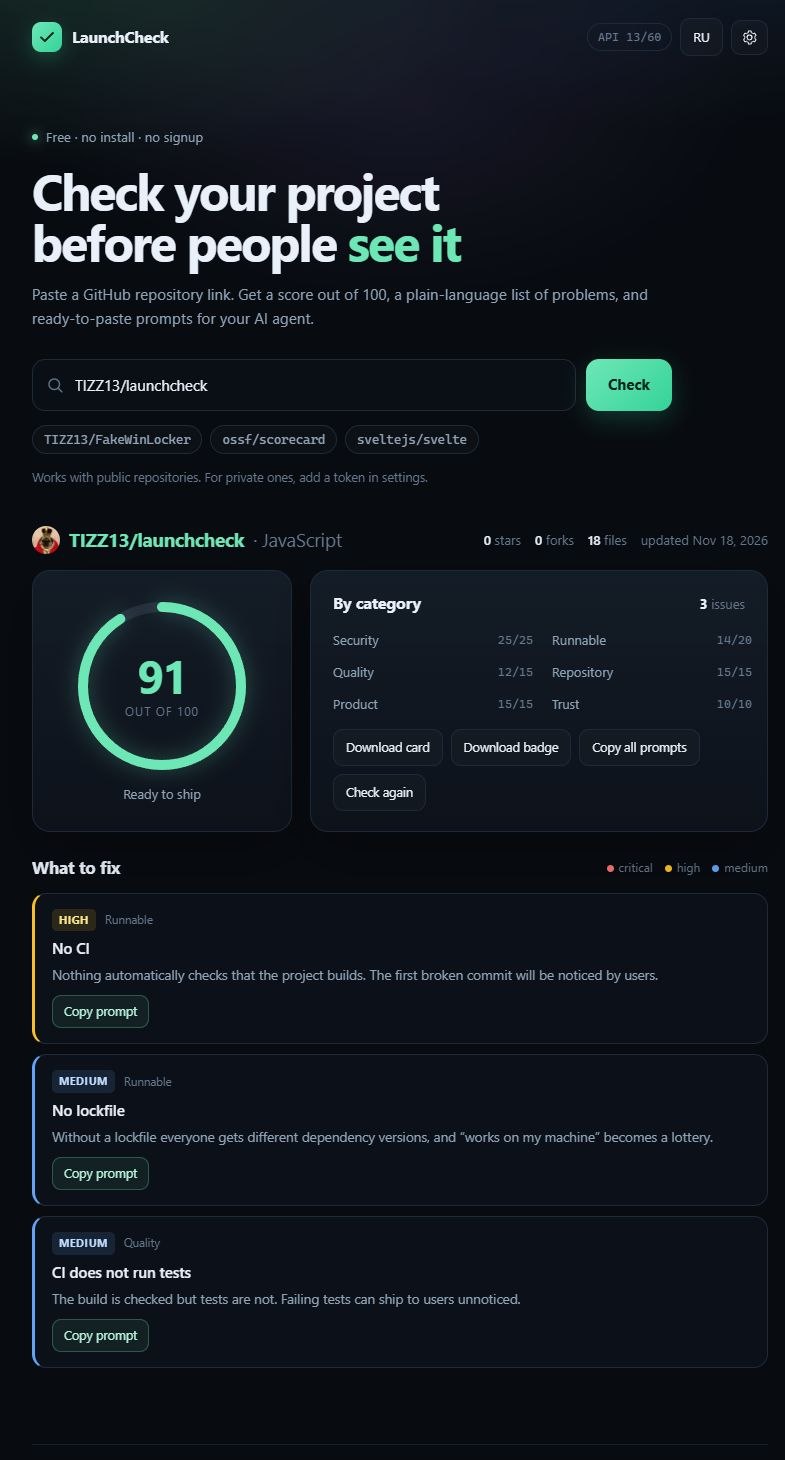 LaunchCheck
API 13/60
RU
Free · no install · no signup
Check your project
before people see it
Paste a GitHub repository link. Get a score out of 100, a plain-language list of problems, and
ready-to-paste prompts for your AI agent.
TIZZ13/launchcheck
Check
TIZZ13/FakeWinLocker
ossf/scorecard
sveltejs/svelte
Works with public repositories. For private ones, add a token in settings.
TIZZ13/launchcheck · JavaScript
0 stars 0 forks 18 files updated Nov 18, 2026
91
OUT OF 100
Ready to ship
By category
3 issues
Security 25/25
Runnable 14/20
Quality 12/15
Repository 15/15
Product 15/15
Trust 10/10
Download card
Download badge
Copy all prompts
Check again
What to fix
critical high medium
HIGH Runnable
No CI
Nothing automatically checks that the project builds. The first broken commit will be noticed by users.
Copy prompt
MEDIUM Runnable
No lockfile
Without a lockfile everyone gets different dependency versions, and “works on my machine” becomes a lottery.
Copy prompt
MEDIUM Quality
CI does not run tests
The build is checked but tests are not. Failing tests can ship to users unnoticed.
Copy prompt